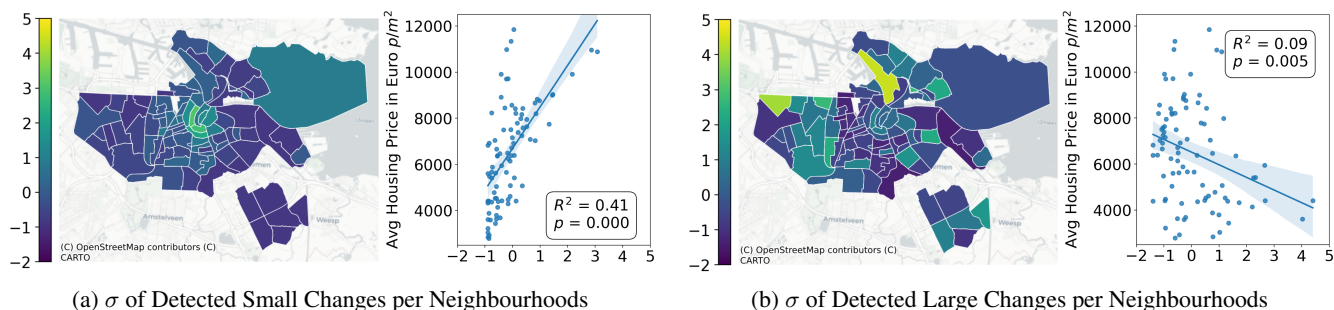 5
4
3
2
1
0
−1
−2
Amstelveen
Weesp
(C) OpenStreetMap contributors (C)
CARTO
Avg Housing Price in Euro p/m²
12000
10000
8000
6000
4000
R² = 0.41
p = 0.000
−2 −1 0 1 2 3 4 5
(a) σ of Detected Small Changes per Neighbourhoods
5
4
3
2
1
0
−1
−2
Amstelveen
Weesp
(C) OpenStreetMap contributors (C)
CARTO
Avg Housing Price in Euro p/m²
12000
10000
8000
6000
4000
R² = 0.09
p = 0.005
−2 −1 0 1 2 3 4 5
(b) σ of Detected Large Changes per Neighbourhoods